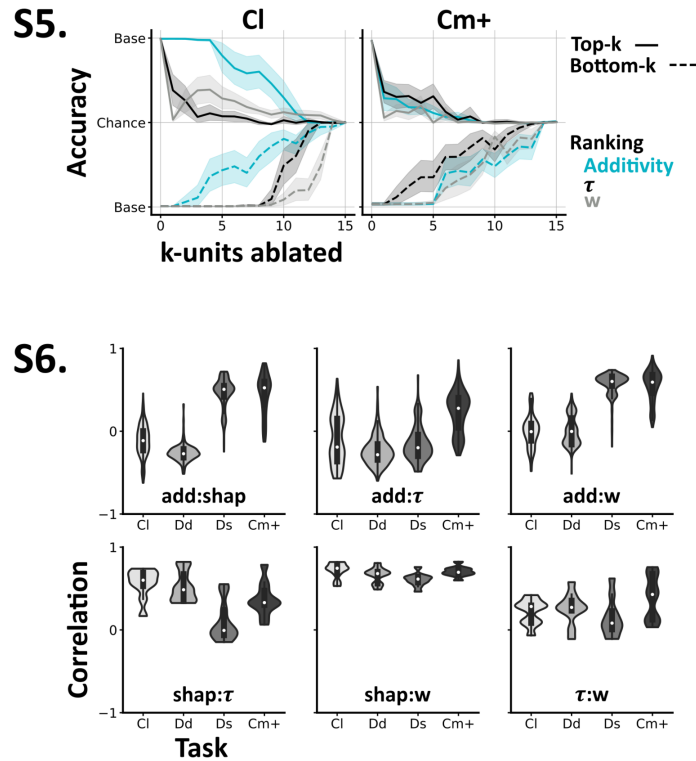 S5.
Cl
Cm+
Base
Chance
Base
Accuracy
0 5 10 15
0 5 10 15
k-units ablated
Top-k
Bottom-k
Ranking
Additivity
τ
w
S6.
1
0
−1
add:shap
add:τ
add:w
Cl Dd Ds Cm+
Cl Dd Ds Cm+
Cl Dd Ds Cm+
1
0
Correlation
shap:τ
shap:w
τ:w
Cl Dd Ds Cm+
Cl Dd Ds Cm+
Cl Dd Ds Cm+
Task